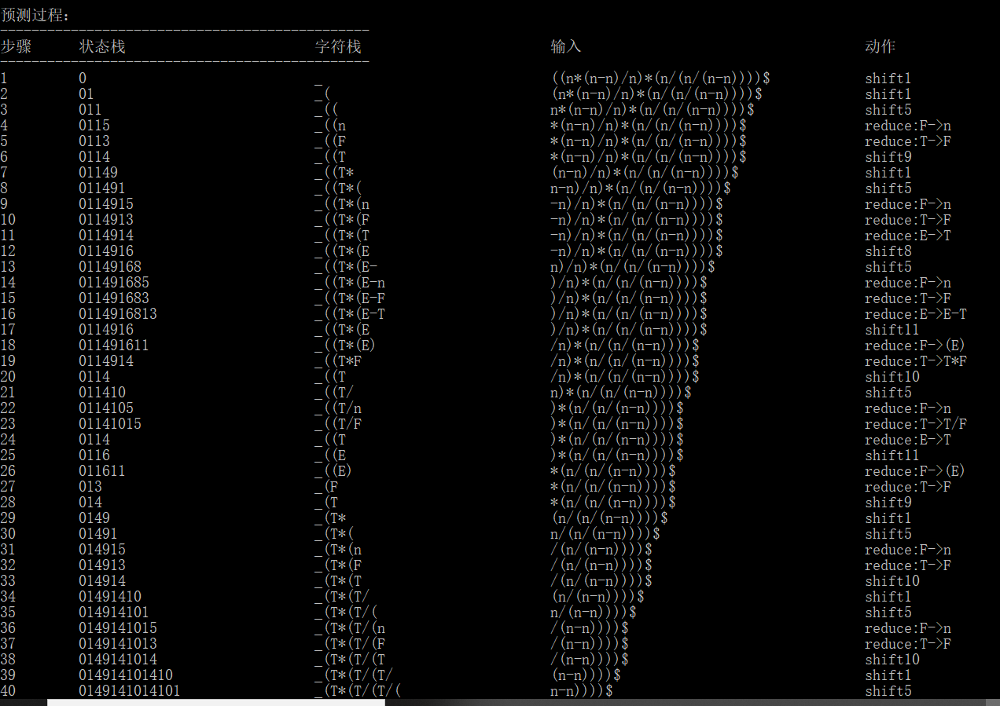 预测过程:
-----------------------------------------------
步骤 状态栈 字符栈 输入 动作
-----------------------------------------------
1 0 _ ((n*(n-n)/n)*(n/(n/(n-n))))$ shift1
2 01 _( (n*(n-n)/n)*(n/(n/(n-n))))$ shift1
3 011 _(( n*(n-n)/n)*(n/(n/(n-n))))$ shift5
4 0115 _((n *(n-n)/n)*(n/(n/(n-n))))$ reduce:F->n
5 0113 _((F *(n-n)/n)*(n/(n/(n-n))))$ reduce:T->F
6 0114 _((T *(n-n)/n)*(n/(n/(n-n))))$ shift9
7 01149 _((T* (n-n)/n)*(n/(n/(n-n))))$ shift1
8 011491 _((T*( n-n)/n)*(n/(n/(n-n))))$ shift5
9 0114915 _((T*(n -n)/n)*(n/(n/(n-n))))$ reduce:F->n
10 0114913 _((T*(F -n)/n)*(n/(n/(n-n))))$ reduce:T->F
11 0114914 _((T*(T -n)/n)*(n/(n/(n-n))))$ reduce:E->T
12 0114916 _((T*(E -n)/n)*(n/(n/(n-n))))$ shift8
13 01149168 _((T*(E- n)/n)*(n/(n/(n-n))))$ shift5
14 011491685 _((T*(E-n )/n)*(n/(n/(n-n))))$ reduce:F->n
15 011491683 _((T*(E-F )/n)*(n/(n/(n-n))))$ reduce:T->F
16 0114916813 _((T*(E-T )/n)*(n/(n/(n-n))))$ reduce:E->E-T
17 0114916 _((T*(E )/n)*(n/(n/(n-n))))$ shift11
18 011491611 _((T*(E) /n)*(n/(n/(n-n))))$ reduce:F->(E)
19 0114914 _((T*F /n)*(n/(n/(n-n))))$ reduce:T->T*F
20 0114 _((T /n)*(n/(n/(n-n))))$ shift10
21 011410 _((T/ n)*(n/(n/(n-n))))$ shift5
22 0114105 _((T/n )*(n/(n/(n-n))))$ reduce:F->n
23 01141015 _((T/F )*(n/(n/(n-n))))$ reduce:T->T/F
24 0114 _((T )*(n/(n/(n-n))))$ reduce:E->T
25 0116 _((E )*(n/(n/(n-n))))$ shift11
26 011611 _((E) *(n/(n/(n-n))))$ reduce:F->(E)
27 013 _(F *(n/(n/(n-n))))$ reduce:T->F
28 014 _(T *(n/(n/(n-n))))$ shift9
29 0149 _(T* (n/(n/(n-n))))$ shift1
30 01491 _(T*( n/(n/(n-n))))$ shift5
31 014915 _(T*(n /(n/(n-n))))$ reduce:F->n
32 014913 _(T*(F /(n/(n-n))))$ reduce:T->F
33 014914 _(T*(T /(n/(n-n))))$ shift10
34 01491410 _(T*(T/ (n/(n-n))))$ shift1
35 014914101 _(T*(T/( n/(n-n))))$ shift5
36 0149141015 _(T*(T/(n /(n-n))))$ reduce:F->n
37 0149141013 _(T*(T/(F /(n-n))))$ reduce:T->F
38 0149141014 _(T*(T/(T /(n-n))))$ shift10
39 014914101410 _(T*(T/(T/ (n-n))))$ shift1
40 0149141014101 _(T*(T/(T/( n-n))))$ shift5